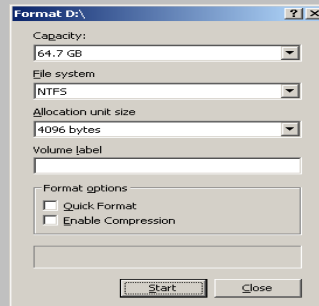 Format D:\
Capacity:
64.7 GB
File system
NTFS
Allocation unit size
4096 bytes
Volume label
Format options
Quick Format
Enable Compression
Start
Close